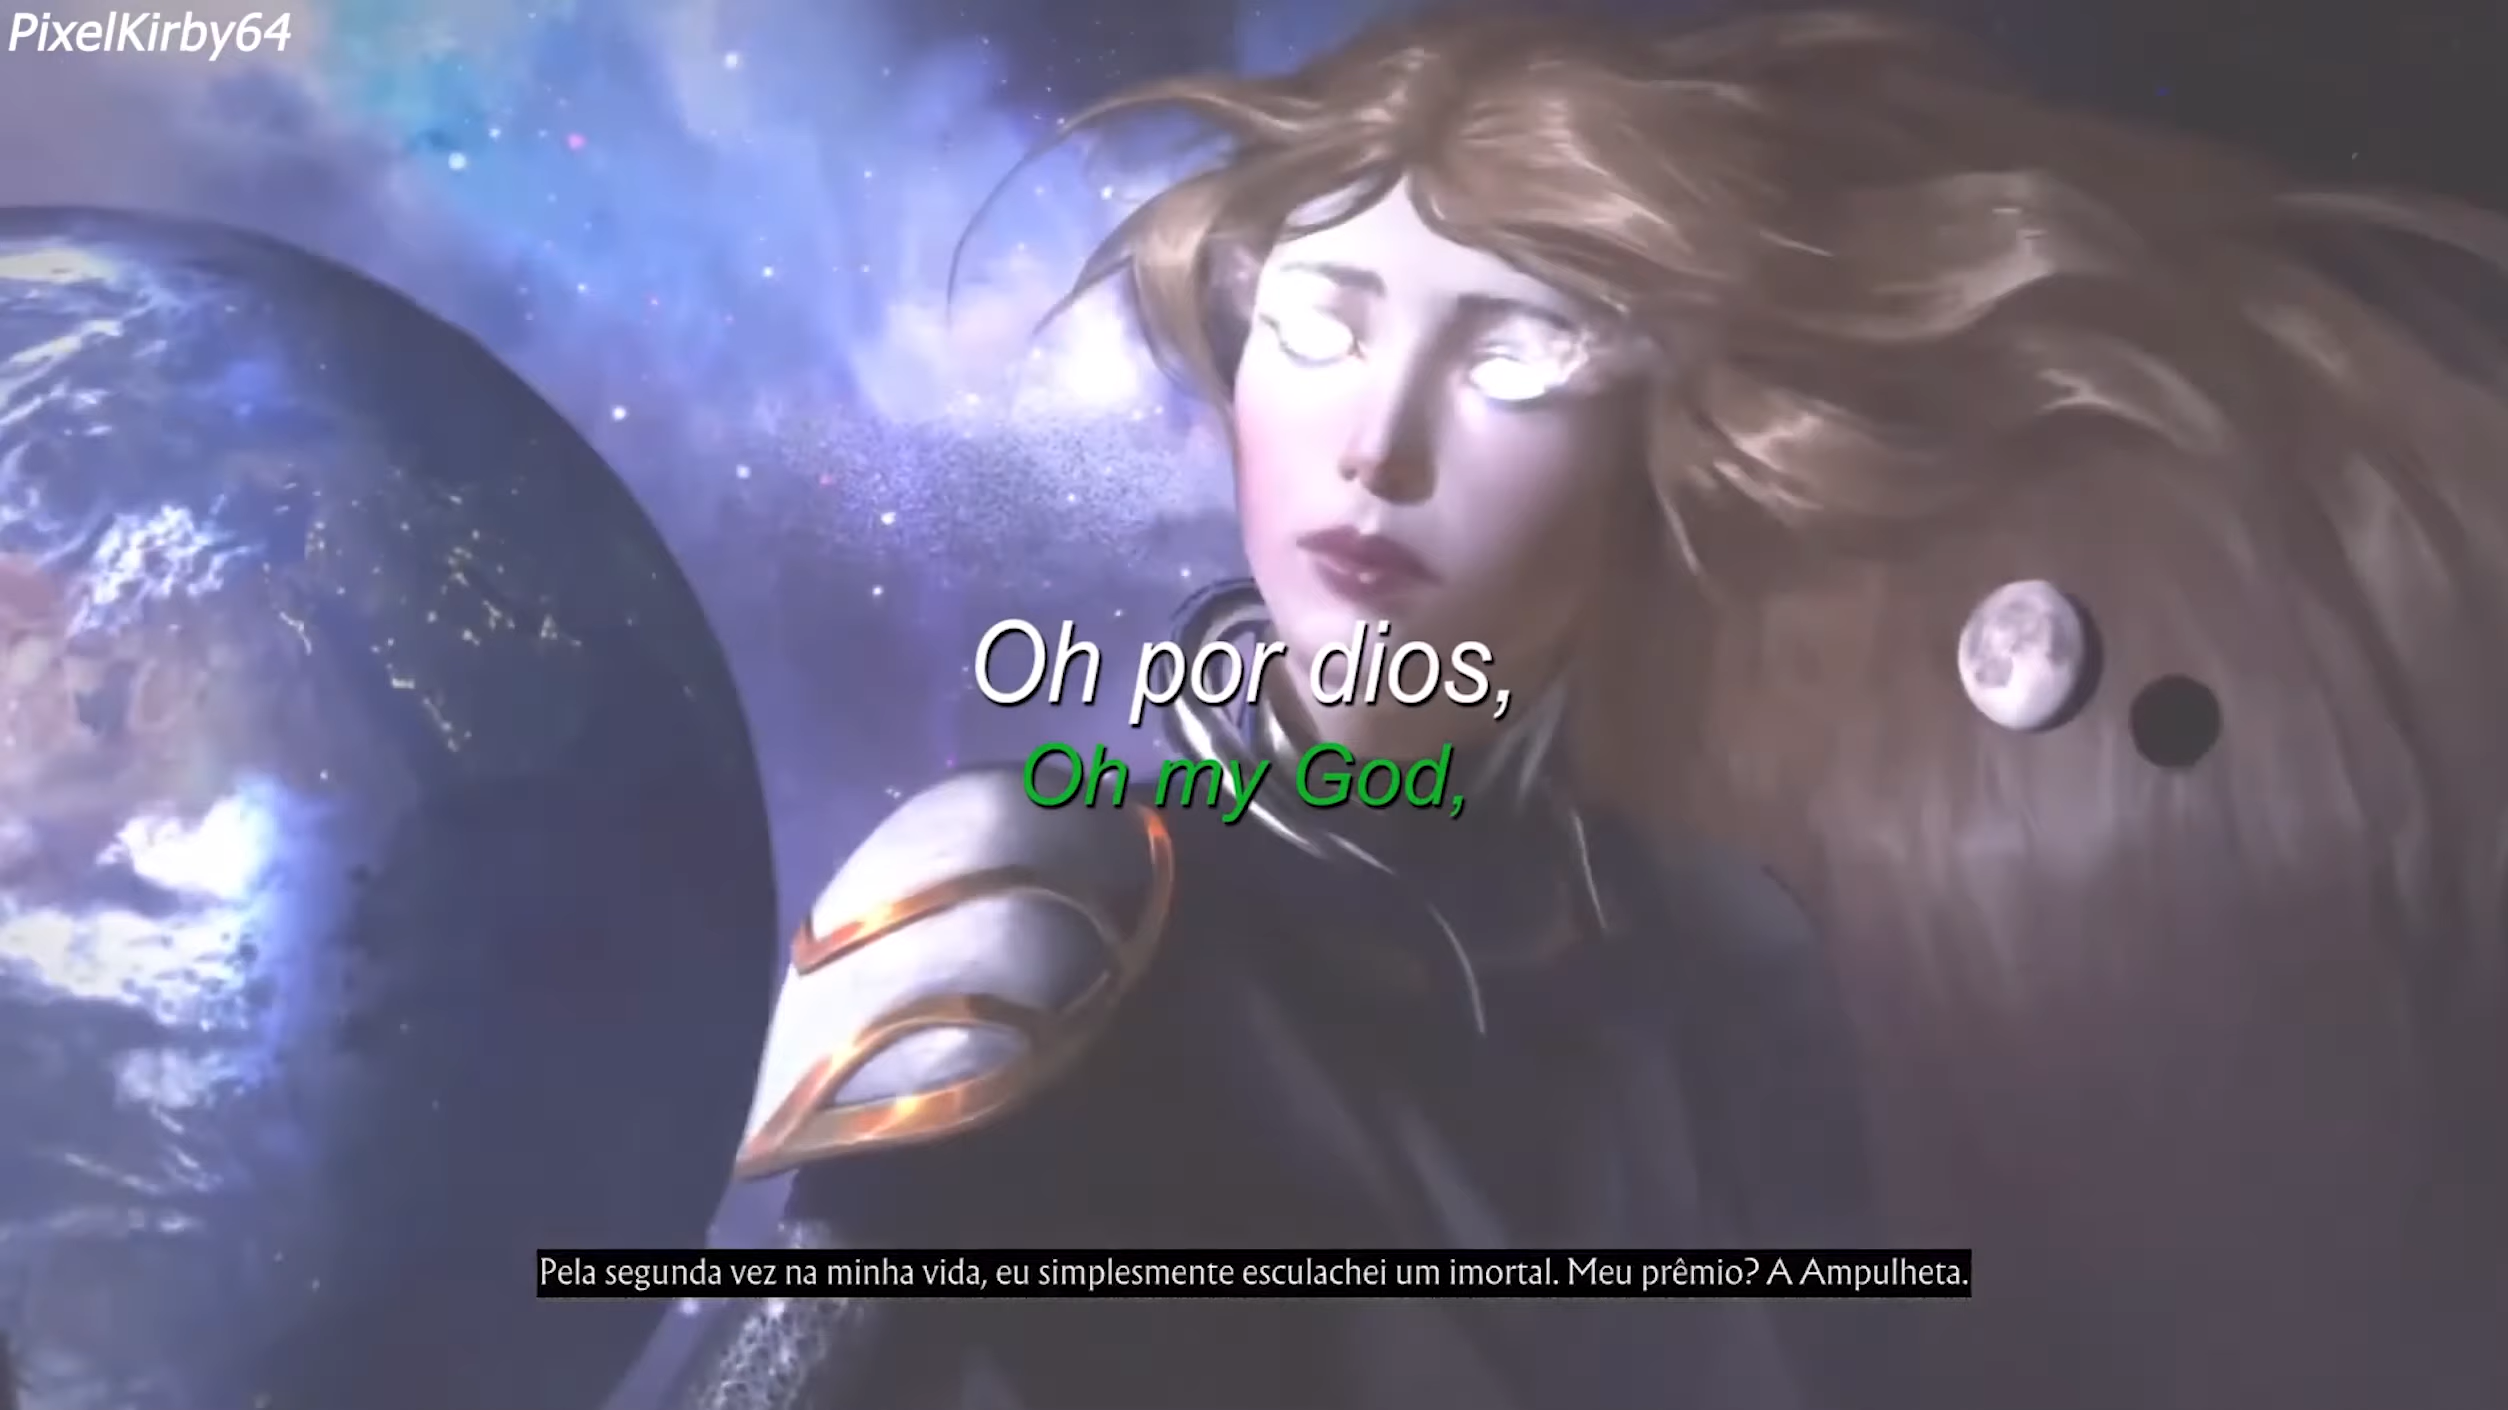 PixelKirby64
Oh por dios,
Oh my God,
Pela segunda vez na minha vida, eu simplesmente esculachei um imortal. Meu prêmio? A Ampulheta.